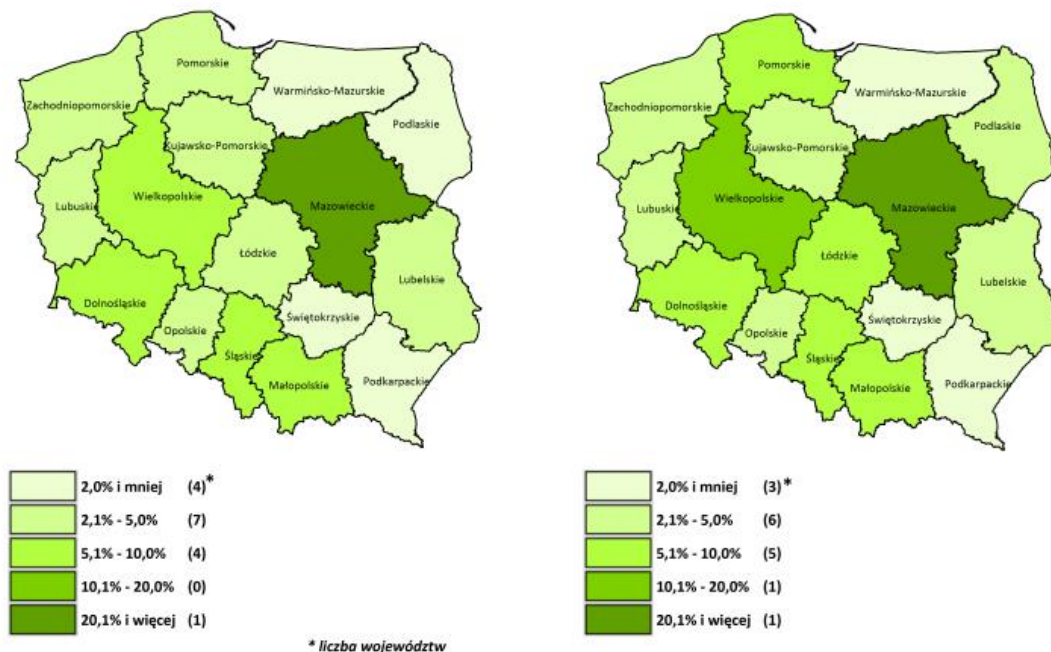 Pomorskie
Warmińsko-Mazurskie
Zachodniopomorskie
Podlaskie
Kujawsko-Pomorskie
Wielkopolskie
Lubuskie
Mazowieckie
Łódzkie
Lubelskie
Dolnośląskie
Świętokrzyskie
Opolskie
Śląskie
Małopolskie
Podkarpackie
2,0% i mniej (4)*
2,1% - 5,0% (7)
5,1% - 10,0% (4)
10,1% - 20,0% (0)
20,1% i więcej (1)
* liczba województw
Pomorskie
Warmińsko-Mazurskie
Zachodniopomorskie
Podlaskie
Kujawsko-Pomorskie
Wielkopolskie
Lubuskie
Mazowieckie
Łódzkie
Lubelskie
Dolnośląskie
Świętokrzyskie
Opolskie
Śląskie
Małopolskie
Podkarpackie
2,0% i mniej (3)*
2,1% - 5,0% (6)
5,1% - 10,0% (5)
10,1% - 20,0% (1)
20,1% i więcej (1)